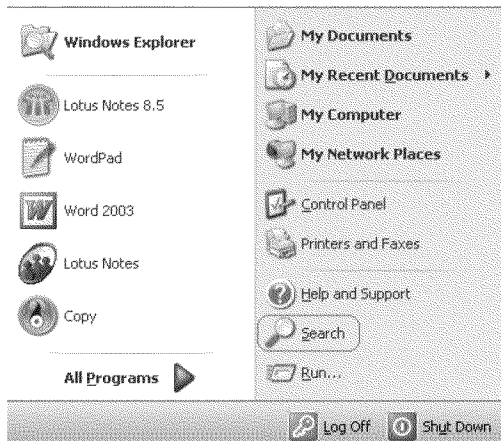 Windows Explorer
Lotus Notes 8.5
WordPad
Word 2003
Lotus Notes
Copy
All Programs
My Documents
My Recent Documents
My Computer
My Network Places
Control Panel
Printers and Faxes
Help and Support
Search
Run...
Log Off
Shut Down